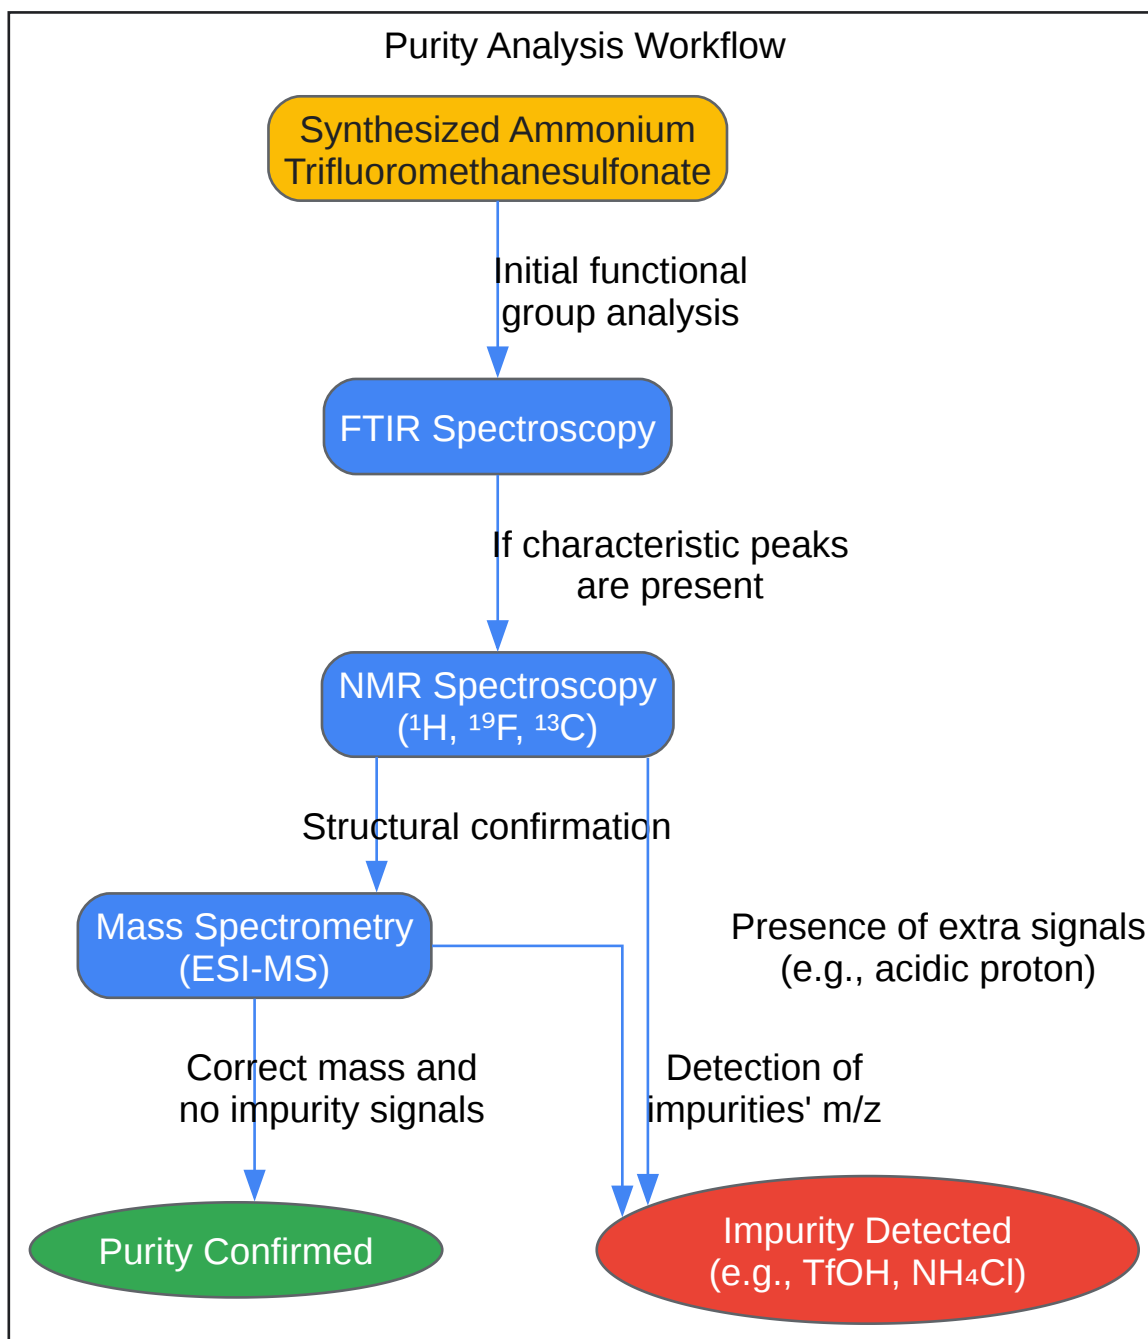 Purity Analysis Workflow
Synthesized Ammonium
Trifluoromethanesulfonate
Initial functional
group analysis
FTIR Spectroscopy
If characteristic peaks
are present
NMR Spectroscopy
(¹H, ¹⁹F, ¹³C)
Structural confirmation
Mass Spectrometry
(ESI-MS)
Presence of extra signals
(e.g., acidic proton)
Correct mass and
no impurity signals
Detection of
impurities' m/z
Purity Confirmed
Impurity Detected
(e.g., TfOH, NH₄Cl)